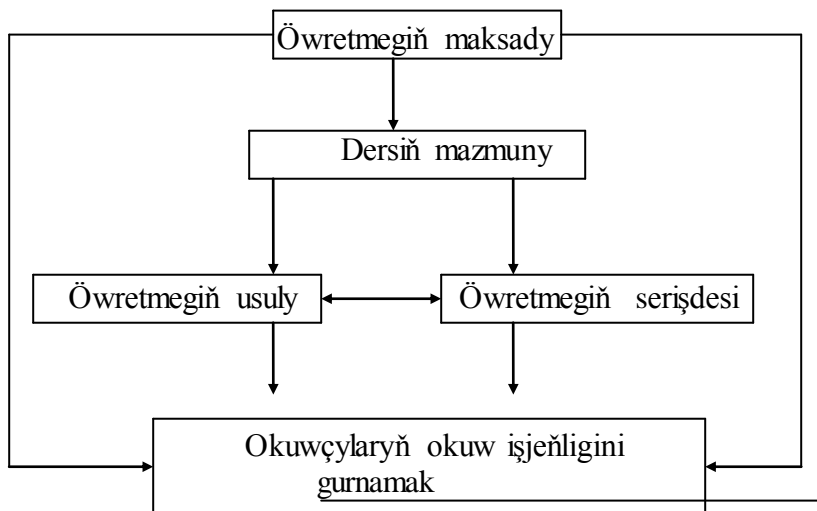 Öwretmegiň maksady
Dersiň mazmuny
Öwretmegiň usuly
Öwretmegiň serişdesi
Okuwçylaryň okuw işjeňligini
gurnamak